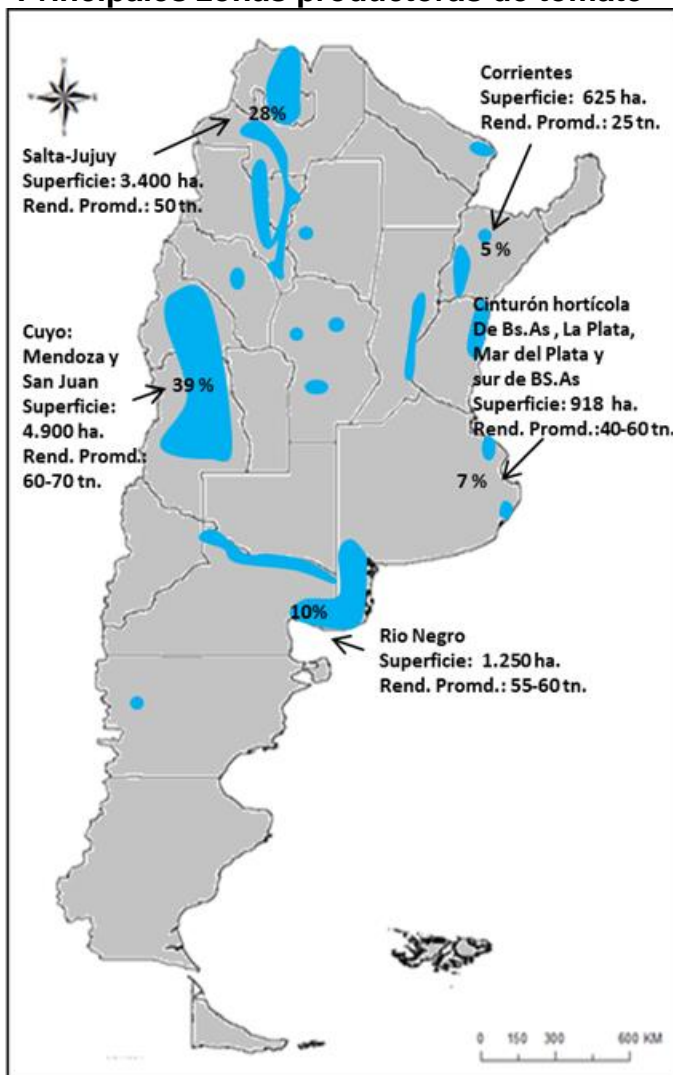 Principales zonas productoras de tomate
28%
Salta-Jujuy
Superficie: 3.400 ha.
Rend. Promd.: 50 tn.
Corrientes
Superficie: 625 ha.
Rend. Promd.: 25 tn.
5 %
Cuyo:
Mendoza y
San Juan
Superficie:
4.900 ha.
Rend. Promd.:
60-70 tn.
39 %
Cinturón hortícola
De Bs.As , La Plata,
Mar del Plata y
sur de BS.As
Superficie: 918 ha.
Rend. Promd.:40-60 tn.
7 %
10%
Rio Negro
Superficie: 1.250 ha.
Rend. Promd.: 55-60 tn.
0 150 300 600 KM